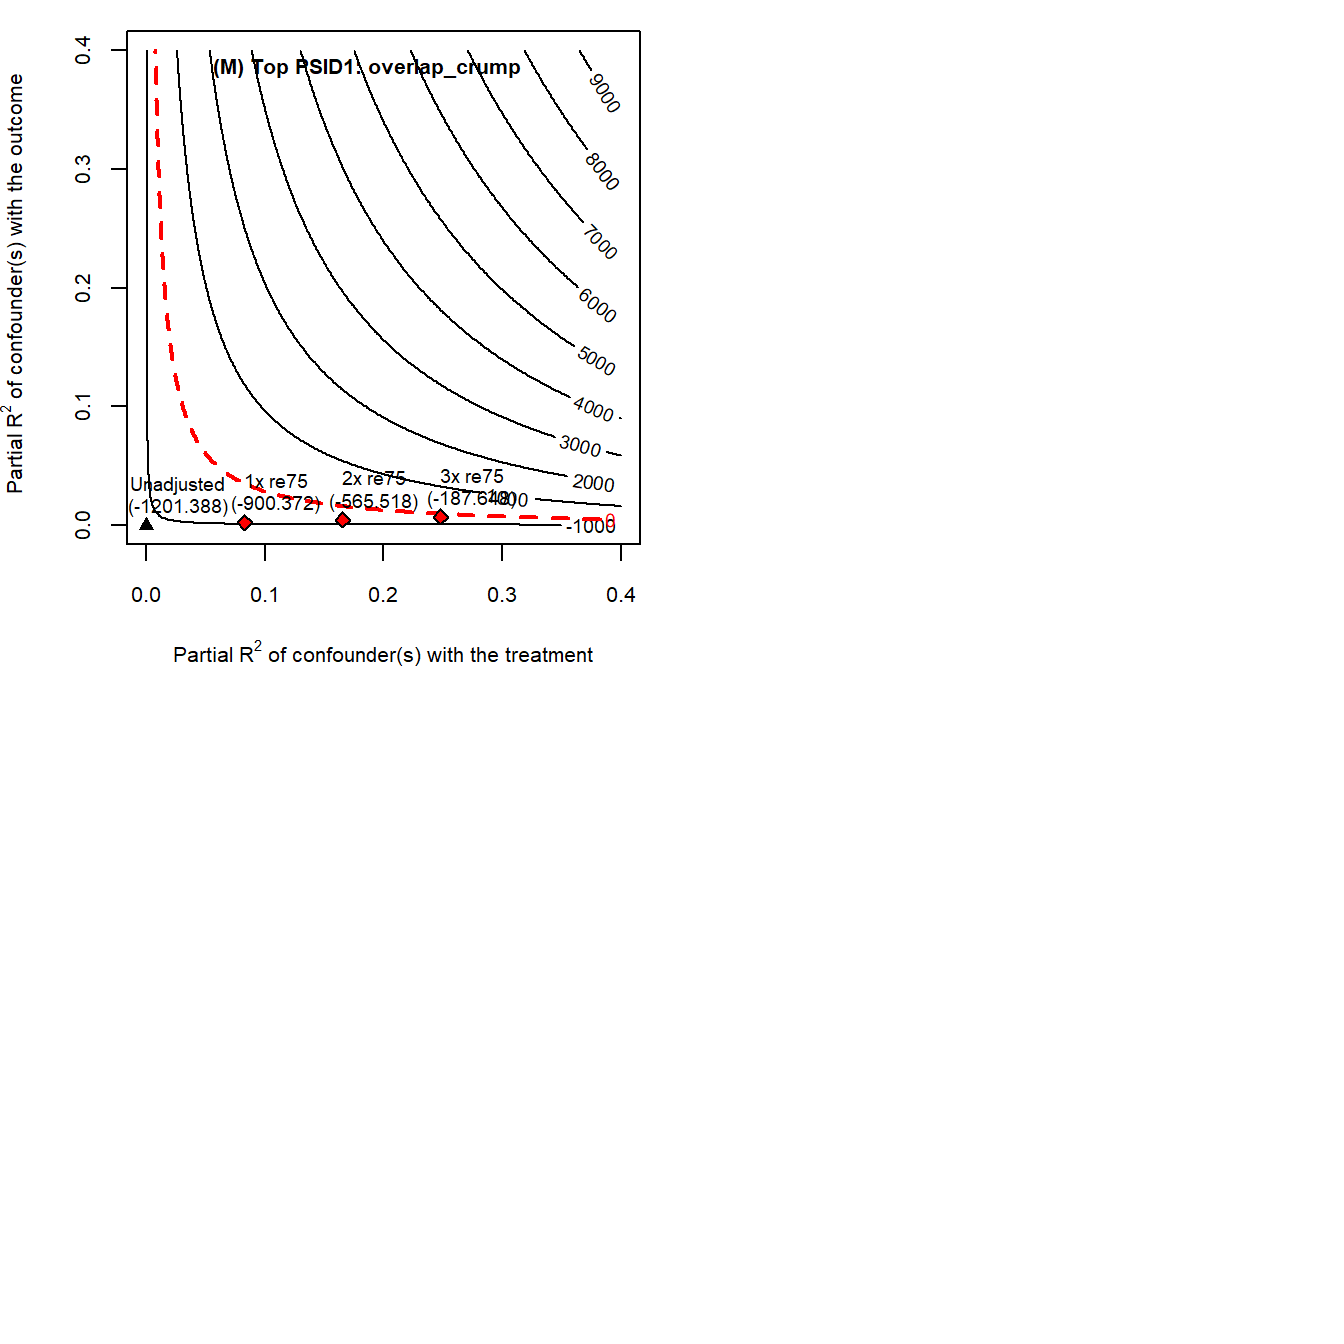 (M) Top PSID1: overlap_crump
Partial R2 of confounder(s) with the outcome
0.4
0.3
0.2
0.1
0.0
9000
8000
7000
6000
5000
4000
3000
2000
1000
0
-1000
Unadjusted
(-1201.388)
1x re75
(-900.372)
2x re75
(-565.518)
3x re75
(-187.648)
0.0 0.1 0.2 0.3 0.4
Partial R2 of confounder(s) with the treatment